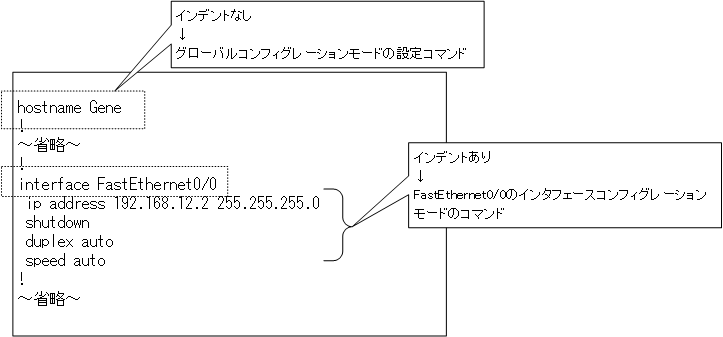 インデントなし
↓
グローバルコンフィグレーションモードの設定コマンド
hostname Gene
!
～省略～
!
interface FastEthernet0/0
ip address 192.168.12.2 255.255.255.0
shutdown
duplex auto
speed auto
!
～省略～
インデントあり
↓
FastEthernet0/0のインタフェースコンフィグレーション
モードのコマンド